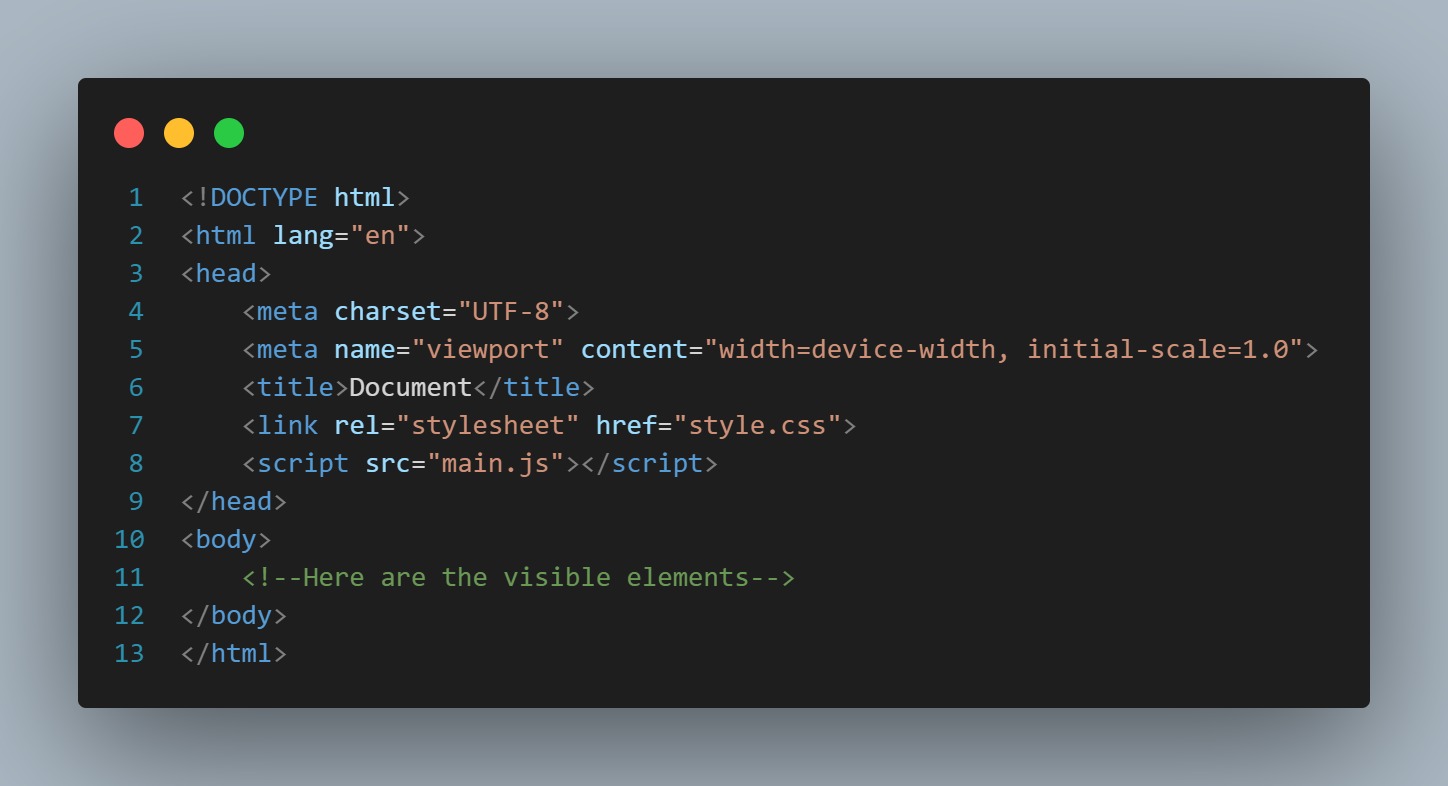 1 <!DOCTYPE html>
2 <html lang="en">
3 <head>
4     <meta charset="UTF-8">
5     <meta name="viewport" content="width=device-width, initial-scale=1.0">
6     <title>Document</title>
7     <link rel="stylesheet" href="style.css">
8     <script src="main.js"></script>
9 </head>
10 <body>
11     <!--Here are the visible elements-->
12 </body>
13 </html>